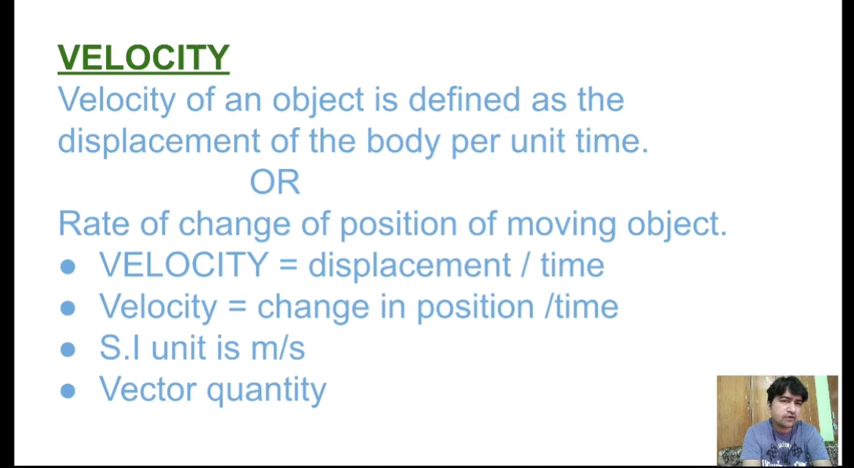 VELOCITY
Velocity of an object is defined as the
displacement of the body per unit time.
OR
Rate of change of position of moving object.
● VELOCITY = displacement / time
● Velocity = change in position /time
● S.I unit is m/s
● Vector quantity